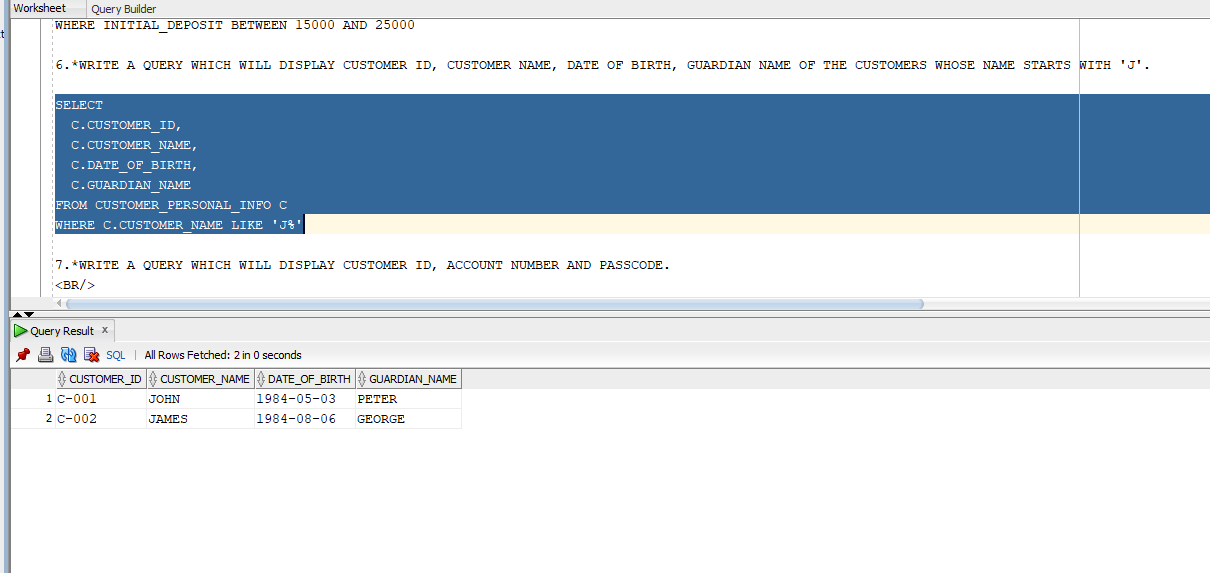 Worksheet Query Builder
WHERE INITIAL_DEPOSIT BETWEEN 15000 AND 25000
6.*WRITE A QUERY WHICH WILL DISPLAY CUSTOMER ID, CUSTOMER NAME, DATE OF BIRTH, GUARDIAN NAME OF THE CUSTOMERS WHOSE NAME STARTS WITH 'J'.
SELECT
C.CUSTOMER_ID,
C.CUSTOMER_NAME,
C.DATE_OF_BIRTH,
C.GUARDIAN_NAME
FROM CUSTOMER_PERSONAL_INFO C
WHERE C.CUSTOMER_NAME LIKE 'J%'
7.*WRITE A QUERY WHICH WILL DISPLAY CUSTOMER ID, ACCOUNT NUMBER AND PASSCODE.
<BR/>
Query Result x
SQL | All Rows Fetched: 2 in 0 seconds
CUSTOMER_ID CUSTOMER_NAME DATE_OF_BIRTH GUARDIAN_NAME
1 C-001 JOHN 1984-05-03 PETER
2 C-002 JAMES 1984-08-06 GEORGE